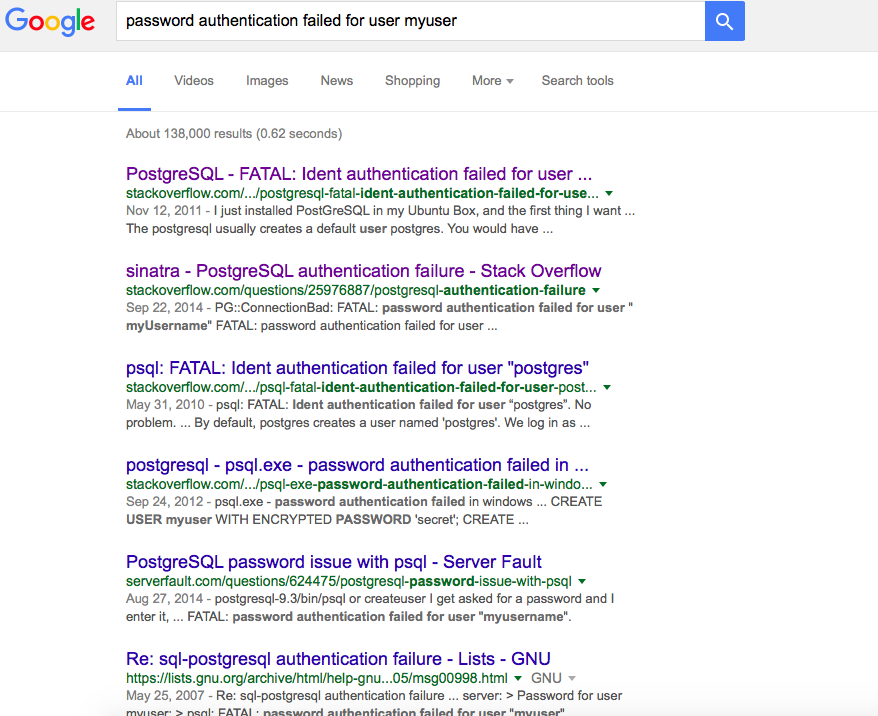 Google
password authentication failed for user myuser
All Videos Images News Shopping More Search tools
About 138,000 results (0.62 seconds)
PostgreSQL - FATAL: Ident authentication failed for user ...
stackoverflow.com/.../postgresql-fatal-ident-authentication-failed-for-use...
Nov 12, 2011 - I just installed PostGreSQL in my Ubuntu Box, and the first thing I want ...
The postgresql usually creates a default user postgres. You would have ...
sinatra - PostgreSQL authentication failure - Stack Overflow
stackoverflow.com/questions/25976887/postgresql-authentication-failure
Sep 22, 2014 - PG::ConnectionBad: FATAL: password authentication failed for user "
myUsername" FATAL: password authentication failed for user ...
psql: FATAL: Ident authentication failed for user "postgres"
stackoverflow.com/.../psql-fatal-ident-authentication-failed-for-user-post...
May 31, 2010 - psql: FATAL: Ident authentication failed for user “postgres”. No
problem. ... By default, postgres creates a user named 'postgres'. We log in as ...
postgresql - psql.exe - password authentication failed in ...
stackoverflow.com/.../psql-exe-password-authentication-failed-in-windo...
Sep 24, 2012 - psql.exe - password authentication failed in windows ... CREATE
USER myuser WITH ENCRYPTED PASSWORD 'secret'; CREATE ...
PostgreSQL password issue with psql - Server Fault
serverfault.com/questions/624475/postgresql-password-issue-with-psql
Aug 27, 2014 - postgresql-9.3/bin/psql or createuser I get asked for a password and I
enter it, ... FATAL: password authentication failed for user "myusername".
Re: sql-postgresql authentication failure - Lists - GNU
https://lists.gnu.org/archive/html/help-gnu...05/msg00998.html GNU
May 25, 2007 - Re: sql-postgresql authentication failure ... server: > Password for user
myuser: > psql: FATAL: password authentication failed for user "myuser"